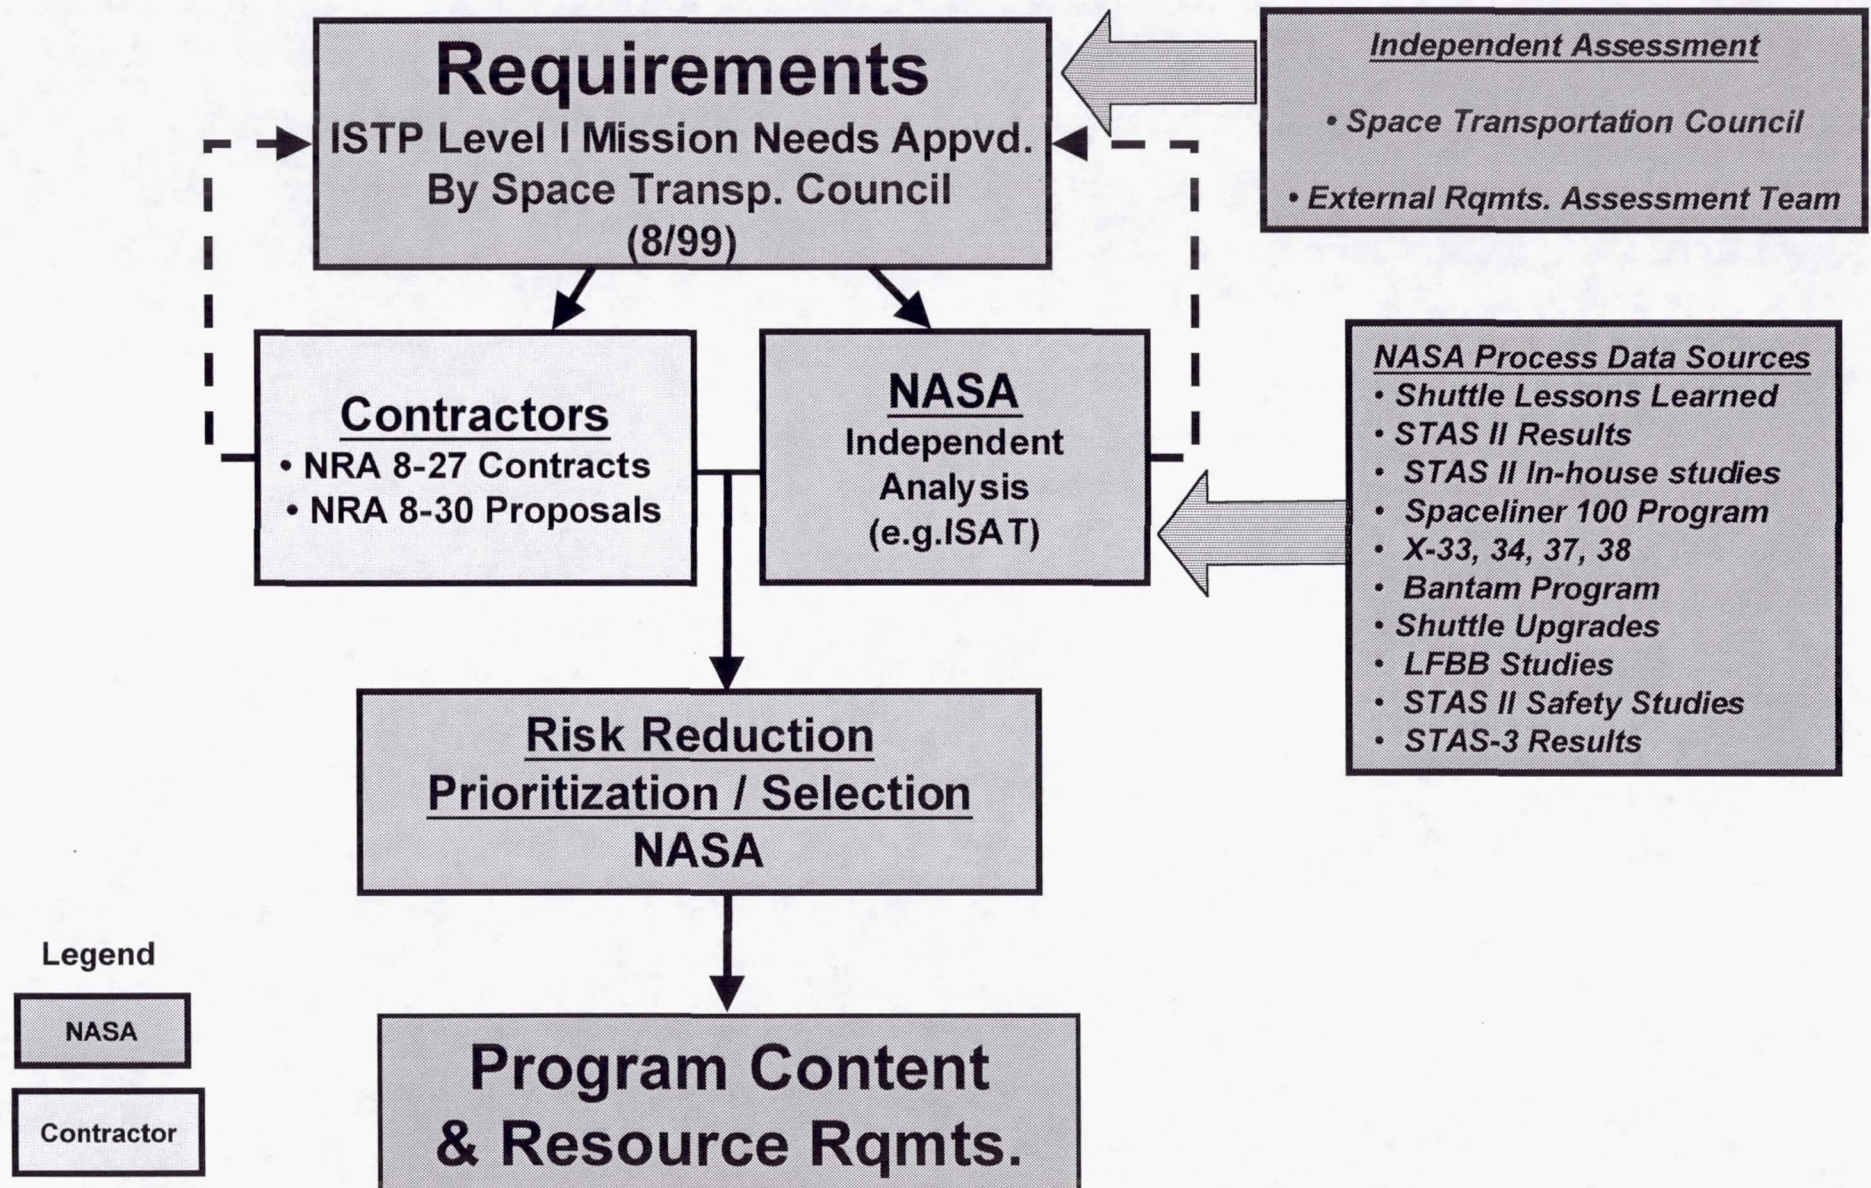 Requirements
ISTP Level I Mission Needs Appvd.
By Space Transp. Council
(8/99)
Independent Assessment
• Space Transportation Council
• External Rqmts. Assessment Team
Contractors
• NRA 8-27 Contracts
• NRA 8-30 Proposals
NASA
Independent
Analysis
(e.g.ISAT)
NASA Process Data Sources
• Shuttle Lessons Learned
• STAS II Results
• STAS II In-house studies
• Spaceliner 100 Program
• X-33, 34, 37, 38
• Bantam Program
• Shuttle Upgrades
• LFBB Studies
• STAS II Safety Studies
• STAS-3 Results
Risk Reduction
Prioritization / Selection
NASA
Program Content
& Resource Rqmts.
Legend
NASA
Contractor